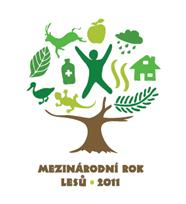 MEZINÁRODNÍ ROK
LESŮ • 2011